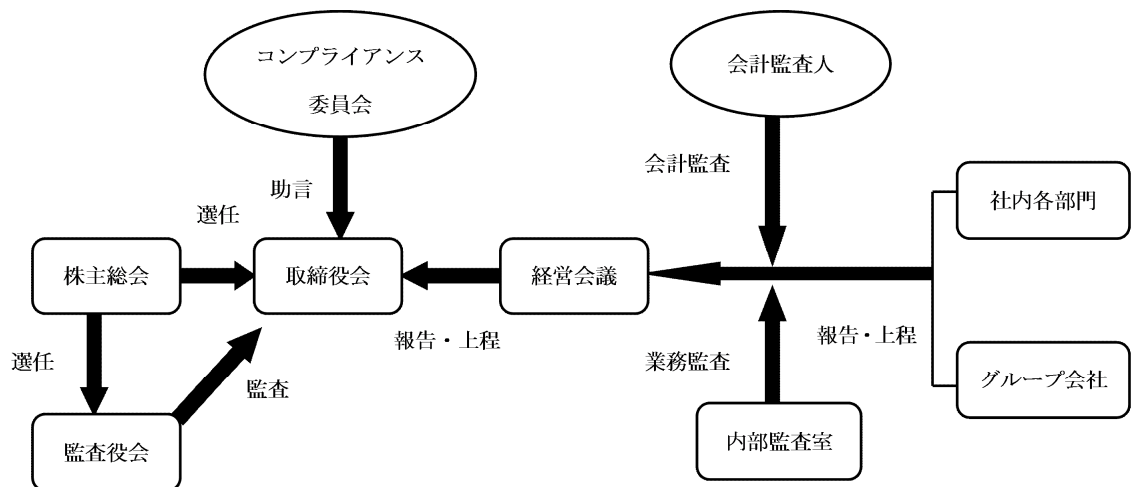 コンプライアンス
委員会
会計監査人
会計監査
助言
選任
社内各部門
株主総会
取締役会
経営会議
報告・上程
報告・上程
選任
監査
業務監査
グループ会社
監査役会
内部監査室